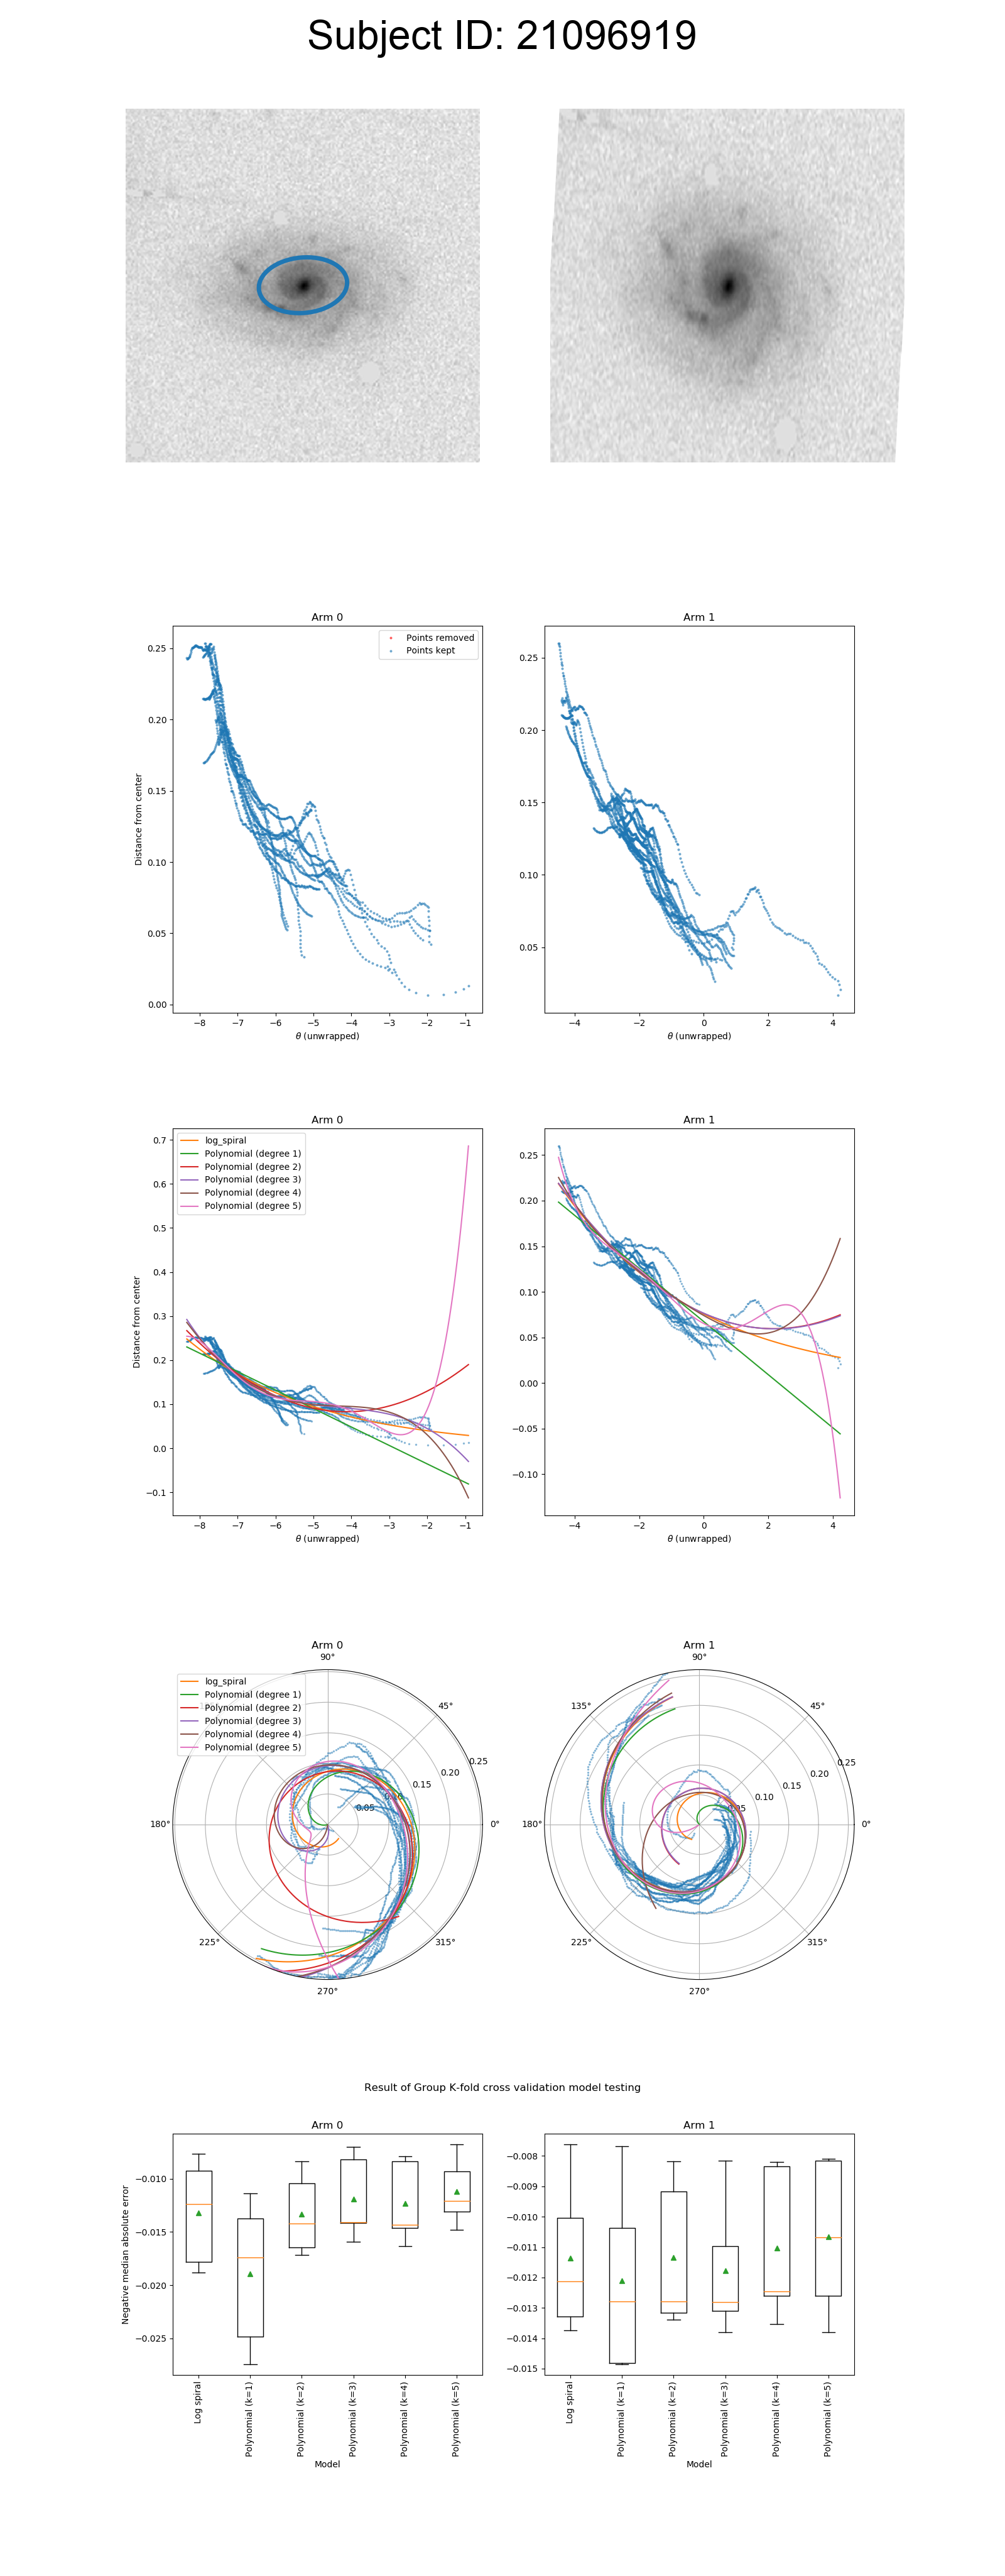 Subject ID: 21096919
Arm 0
Arm 1
Points removed
Points kept
Distance from center
0.25
0.20
0.15
0.10
0.05
0.00
−8 −7 −6 −5 −4 −3 −2 −1
θ (unwrapped)
0.25
0.20
0.15
0.10
0.05
−4 −2 0 2 4
θ (unwrapped)
Arm 0
Arm 1
log_spiral
Polynomial (degree 1)
Polynomial (degree 2)
Polynomial (degree 3)
Polynomial (degree 4)
Polynomial (degree 5)
Distance from center
0.7
0.6
0.5
0.4
0.3
0.2
0.1
0.0
−0.1
−8 −7 −6 −5 −4 −3 −2 −1
θ (unwrapped)
0.25
0.20
0.15
0.10
0.05
0.00
−0.05
−0.10
−4 −2 0 2 4
θ (unwrapped)
Arm 0
Arm 1
90°
90°
log_spiral
Polynomial (degree 1)
Polynomial (degree 2)
Polynomial (degree 3)
Polynomial (degree 4)
Polynomial (degree 5)
45°
0.25
0.20
0.15
0.10
0.05
180°
0°
225°
315°
270°
135°
45°
0.25
0.20
0.15
0.10
0.05
180°
0°
225°
315°
270°
Result of Group K-fold cross validation model testing
Arm 0
Arm 1
Negative median absolute error
−0.010
−0.015
−0.020
−0.025
Log spiral
Polynomial (k=1)
Polynomial (k=2)
Polynomial (k=3)
Polynomial (k=4)
Polynomial (k=5)
Model
−0.008
−0.009
−0.010
−0.011
−0.012
−0.013
−0.014
−0.015
Log spiral
Polynomial (k=1)
Polynomial (k=2)
Polynomial (k=3)
Polynomial (k=4)
Polynomial (k=5)
Model